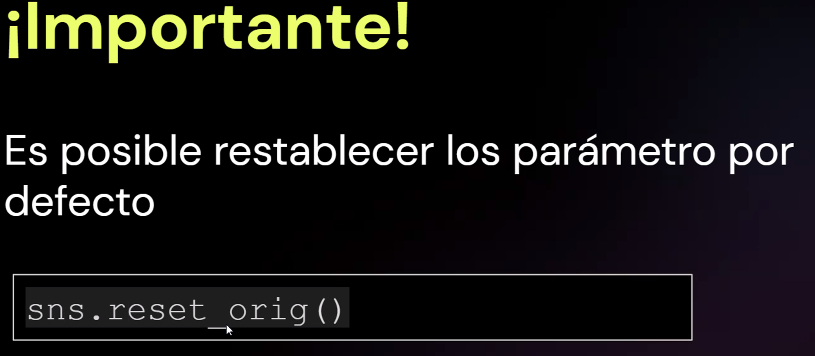 ¡Importante!
Es posible restablecer los parámetro por
defecto
sns.reset_orig()